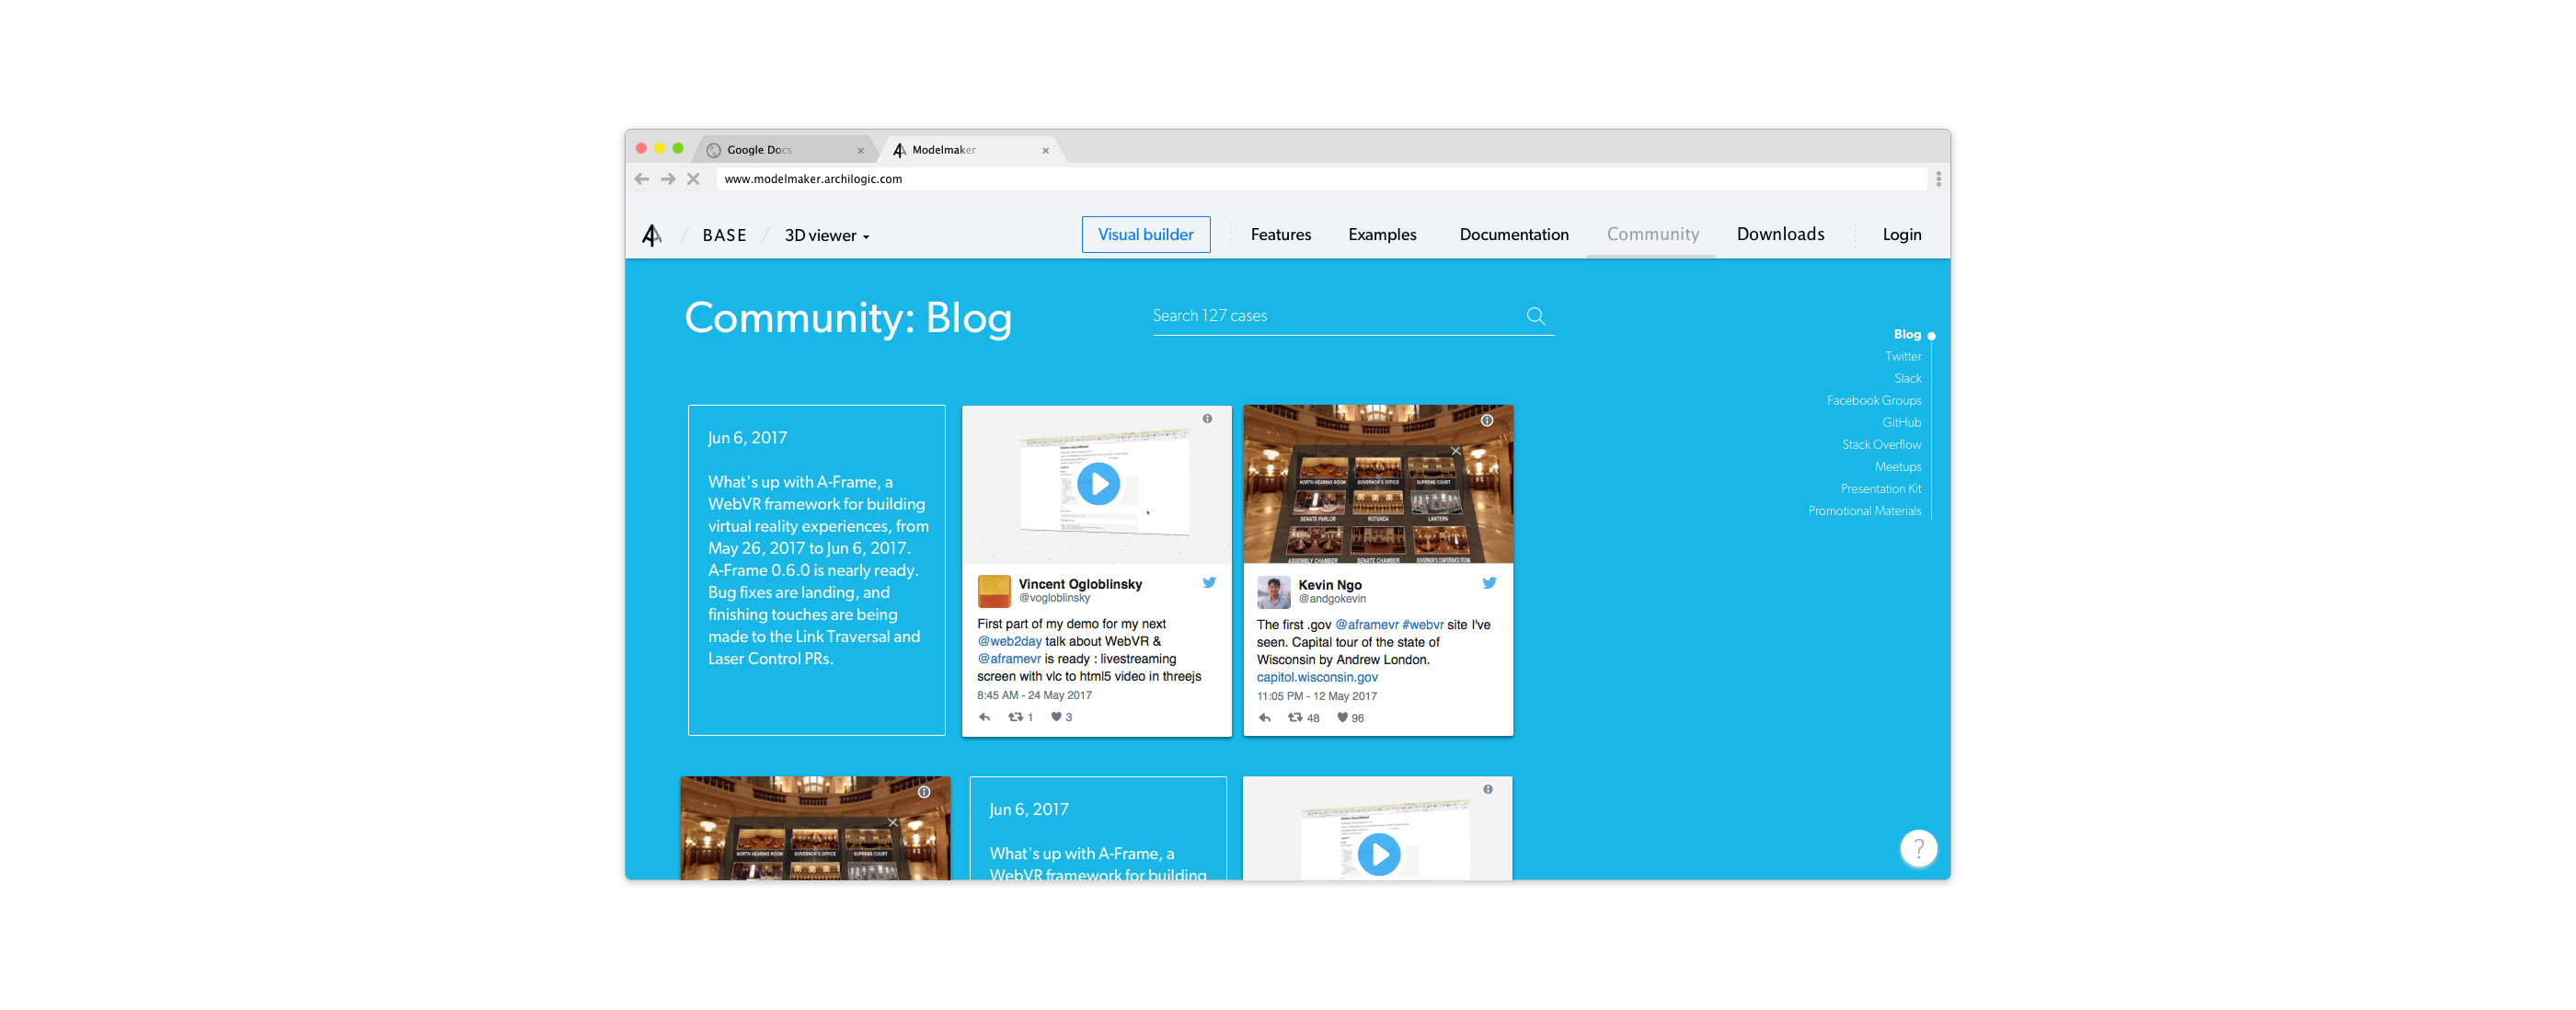 Google Docs
Modelmaker
www.modelmaker.archilogic.com
BASE
3D viewer
Visual builder
Features
Examples
Documentation
Community
Downloads
Login
Community: Blog
Search 127 cases
Blog
Twitter
Slack
Facebook Groups
GitHub
Stack Overflow
Meetups
Presentation Kit
Promotional Materials
Jun 6, 2017
What's up with A-Frame, a
WebVR framework for building
virtual reality experiences, from
May 26, 2017 to Jun 6, 2017.
A-Frame 0.6.0 is nearly ready.
Bug fixes are landing, and
finishing touches are being
made to the Link Traversal and
Laser Control PRs.
Vincent Ogloblinsky
@vogloblinsky
First part of my demo for my next
@web2day talk about WebVR &
@aframevr is ready : livestreaming
screen with vlc to html5 video in threejs
8:45 AM - 24 May 2017
1
3
NORTH HEARING ROOM
GOVERNOR'S OFFICE
SUPREME COURT
SENATE PARLOR
ROTUNDA
LANTERN
ASSEMBLY CHAMBER
SENATE CHAMBER
GOVERNOR'S CONFERENCE ROOM
Kevin Ngo
@andgokevin
The first .gov @aframevr #webvr site I've
seen. Capital tour of the state of
Wisconsin by Andrew London.
capitol.wisconsin.gov
11:05 PM - 12 May 2017
48
96
NORTH HEARING ROOM
GOVERNOR'S OFFICE
SUPREME COURT
Jun 6, 2017
What's up with A-Frame, a
WebVR framework for building
?